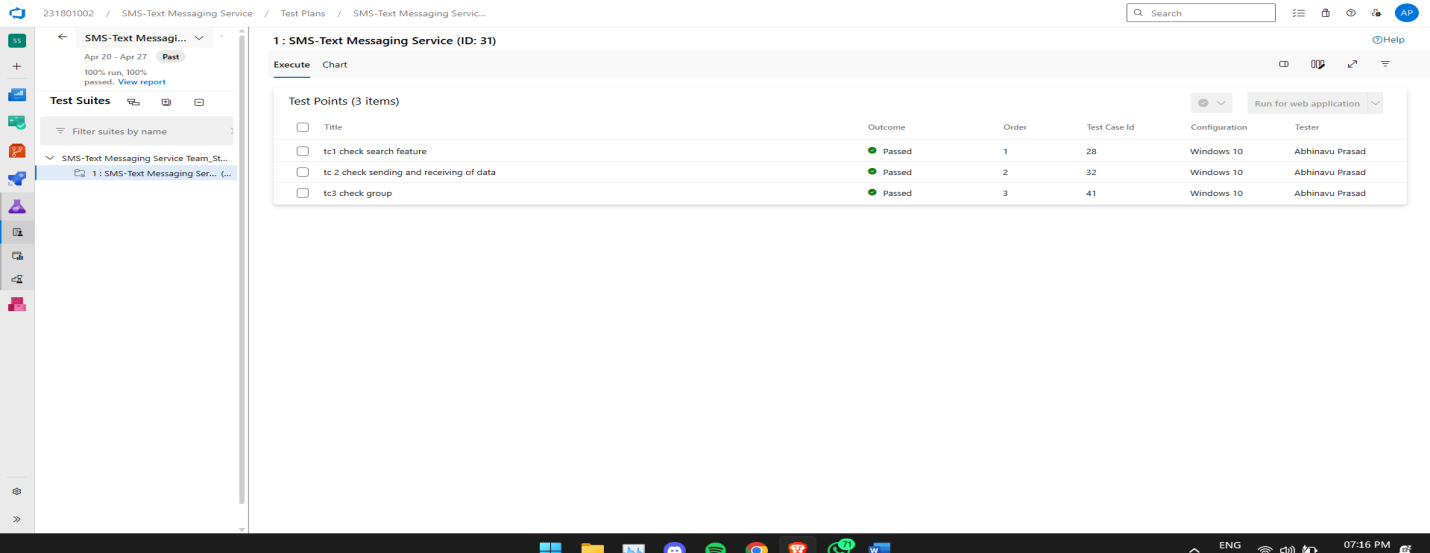 231801002 / SMS-Text Messaging Service / Test Plans / SMS-Text Messaging Servic...
Search
AP
SS
SMS-Text Messagi...
Apr 20 - Apr 27 Past
100% run, 100%
passed. View report
Test Suites
Filter suites by name
SMS-Text Messaging Service Team_St...
1 : SMS-Text Messaging Ser... (...
1 : SMS-Text Messaging Service (ID: 31)
Help
Execute Chart
Test Points (3 items)
Run for web application
Title Outcome Order Test Case Id Configuration Tester
tc1 check search feature Passed 1 28 Windows 10 Abhinavu Prasad
tc 2 check sending and receiving of data Passed 2 32 Windows 10 Abhinavu Prasad
tc3 check group Passed 3 41 Windows 10 Abhinavu Prasad
71
W
ENG
07:16 PM